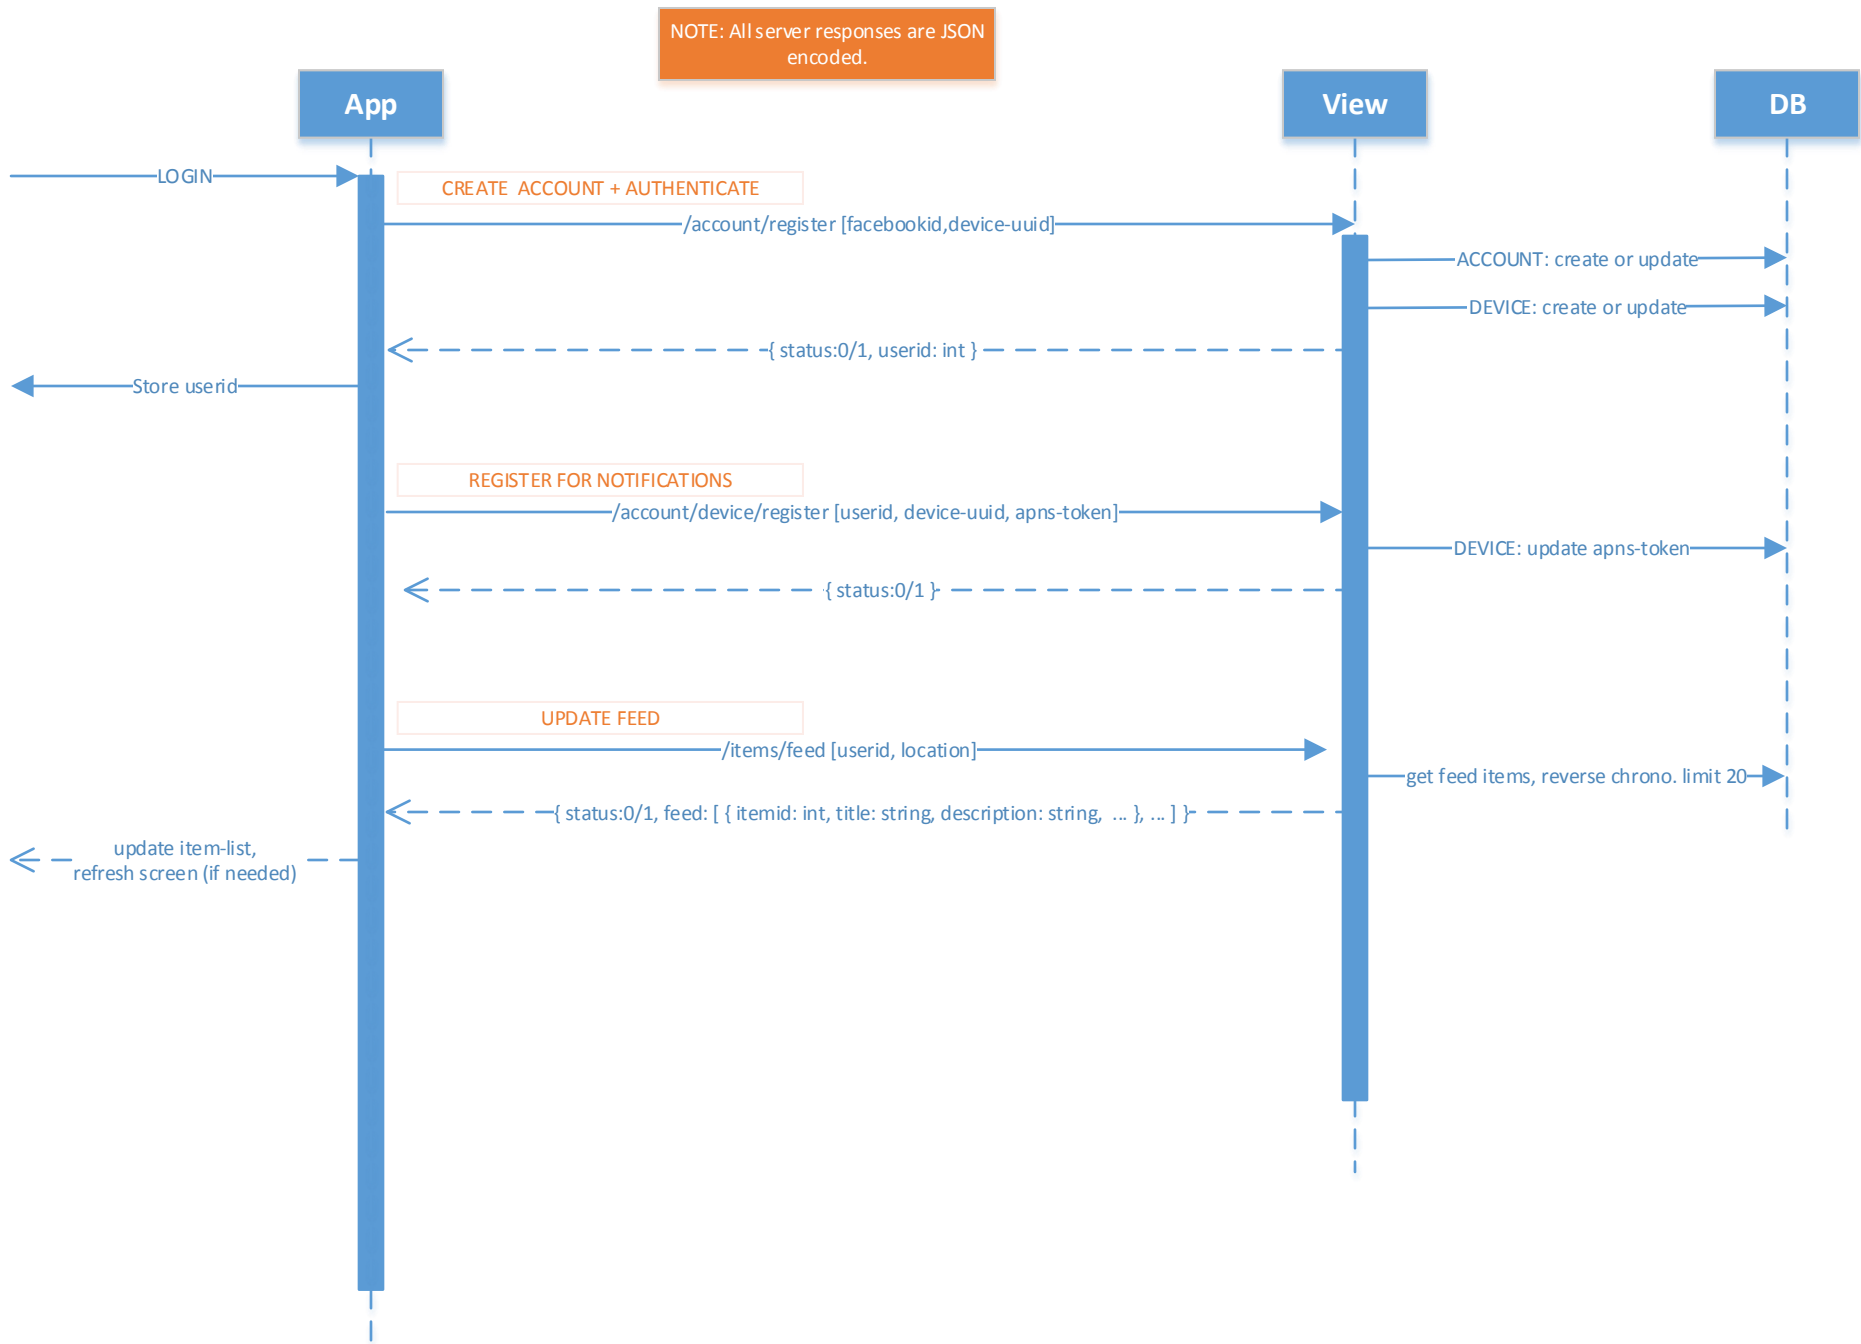 NOTE: All server responses are JSON
encoded.
App
View
DB
LOGIN
CREATE ACCOUNT + AUTHENTICATE
/account/register [facebookid,device-uuid]
ACCOUNT: create or update
DEVICE: create or update
{ status:0/1, userid: int }
Store userid
REGISTER FOR NOTIFICATIONS
/account/device/register [userid, device-uuid, apns-token]
DEVICE: update apns-token
{ status:0/1 }
UPDATE FEED
/items/feed [userid, location]
get feed items, reverse chrono. limit 20
{ status:0/1, feed: [ { itemid: int, title: string, description: string, ... }, ... ] }
update item-list,
refresh screen (if needed)